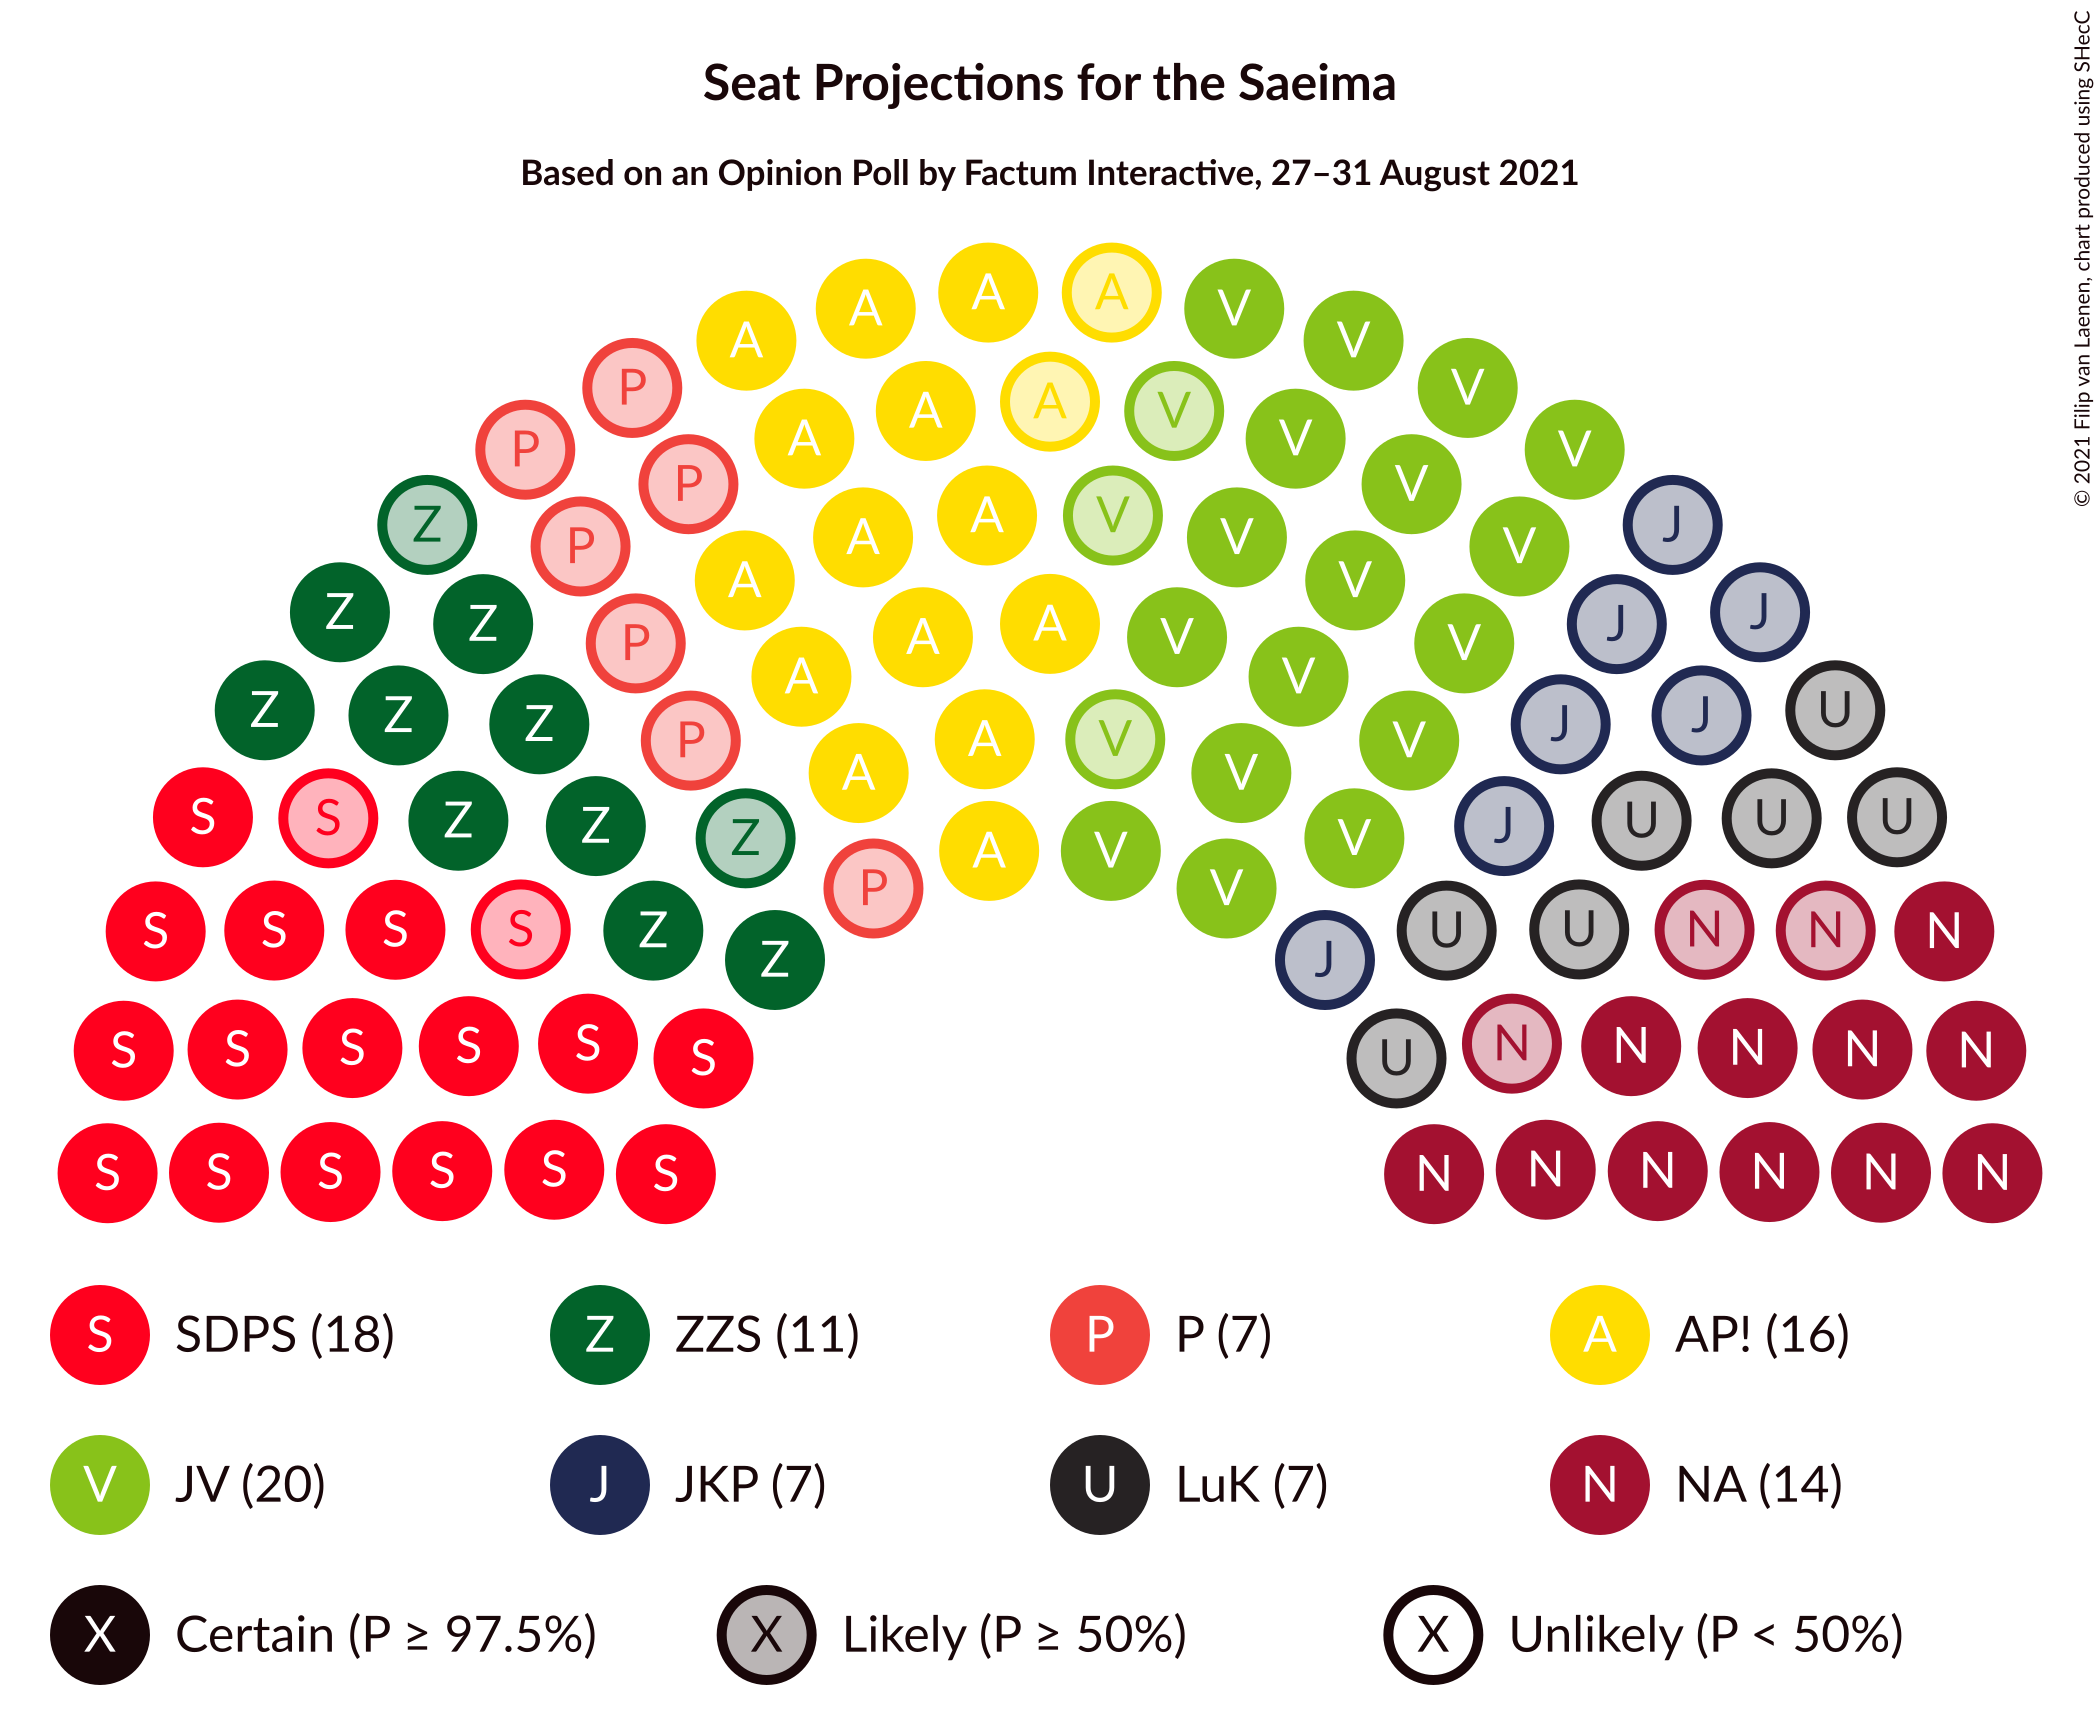 Seat Projections for the Saeima
Based on an Opinion Poll by Factum Interactive, 27–31 August 2021
© 2021 Filip van Laenen, chart produced using SHecC
A A A A V V
P A A A V V V V
P P A A A V V V V J
Z P A A V V V J J
Z Z P A A V V V J J U
Z Z Z P A A V V V J J U
S S Z Z Z A V V J U U U
S S S S Z Z P A V V J U U N N N
S S S S S S U N N N N N
S S S S S S N N N N N N
S SDPS (18) Z ZZS (11) P P (7) A AP! (16)
V JV (20) J JKP (7) U LuK (7) N NA (14)
X Certain (P ≥ 97.5%) X Likely (P ≥ 50%) X Unlikely (P < 50%)